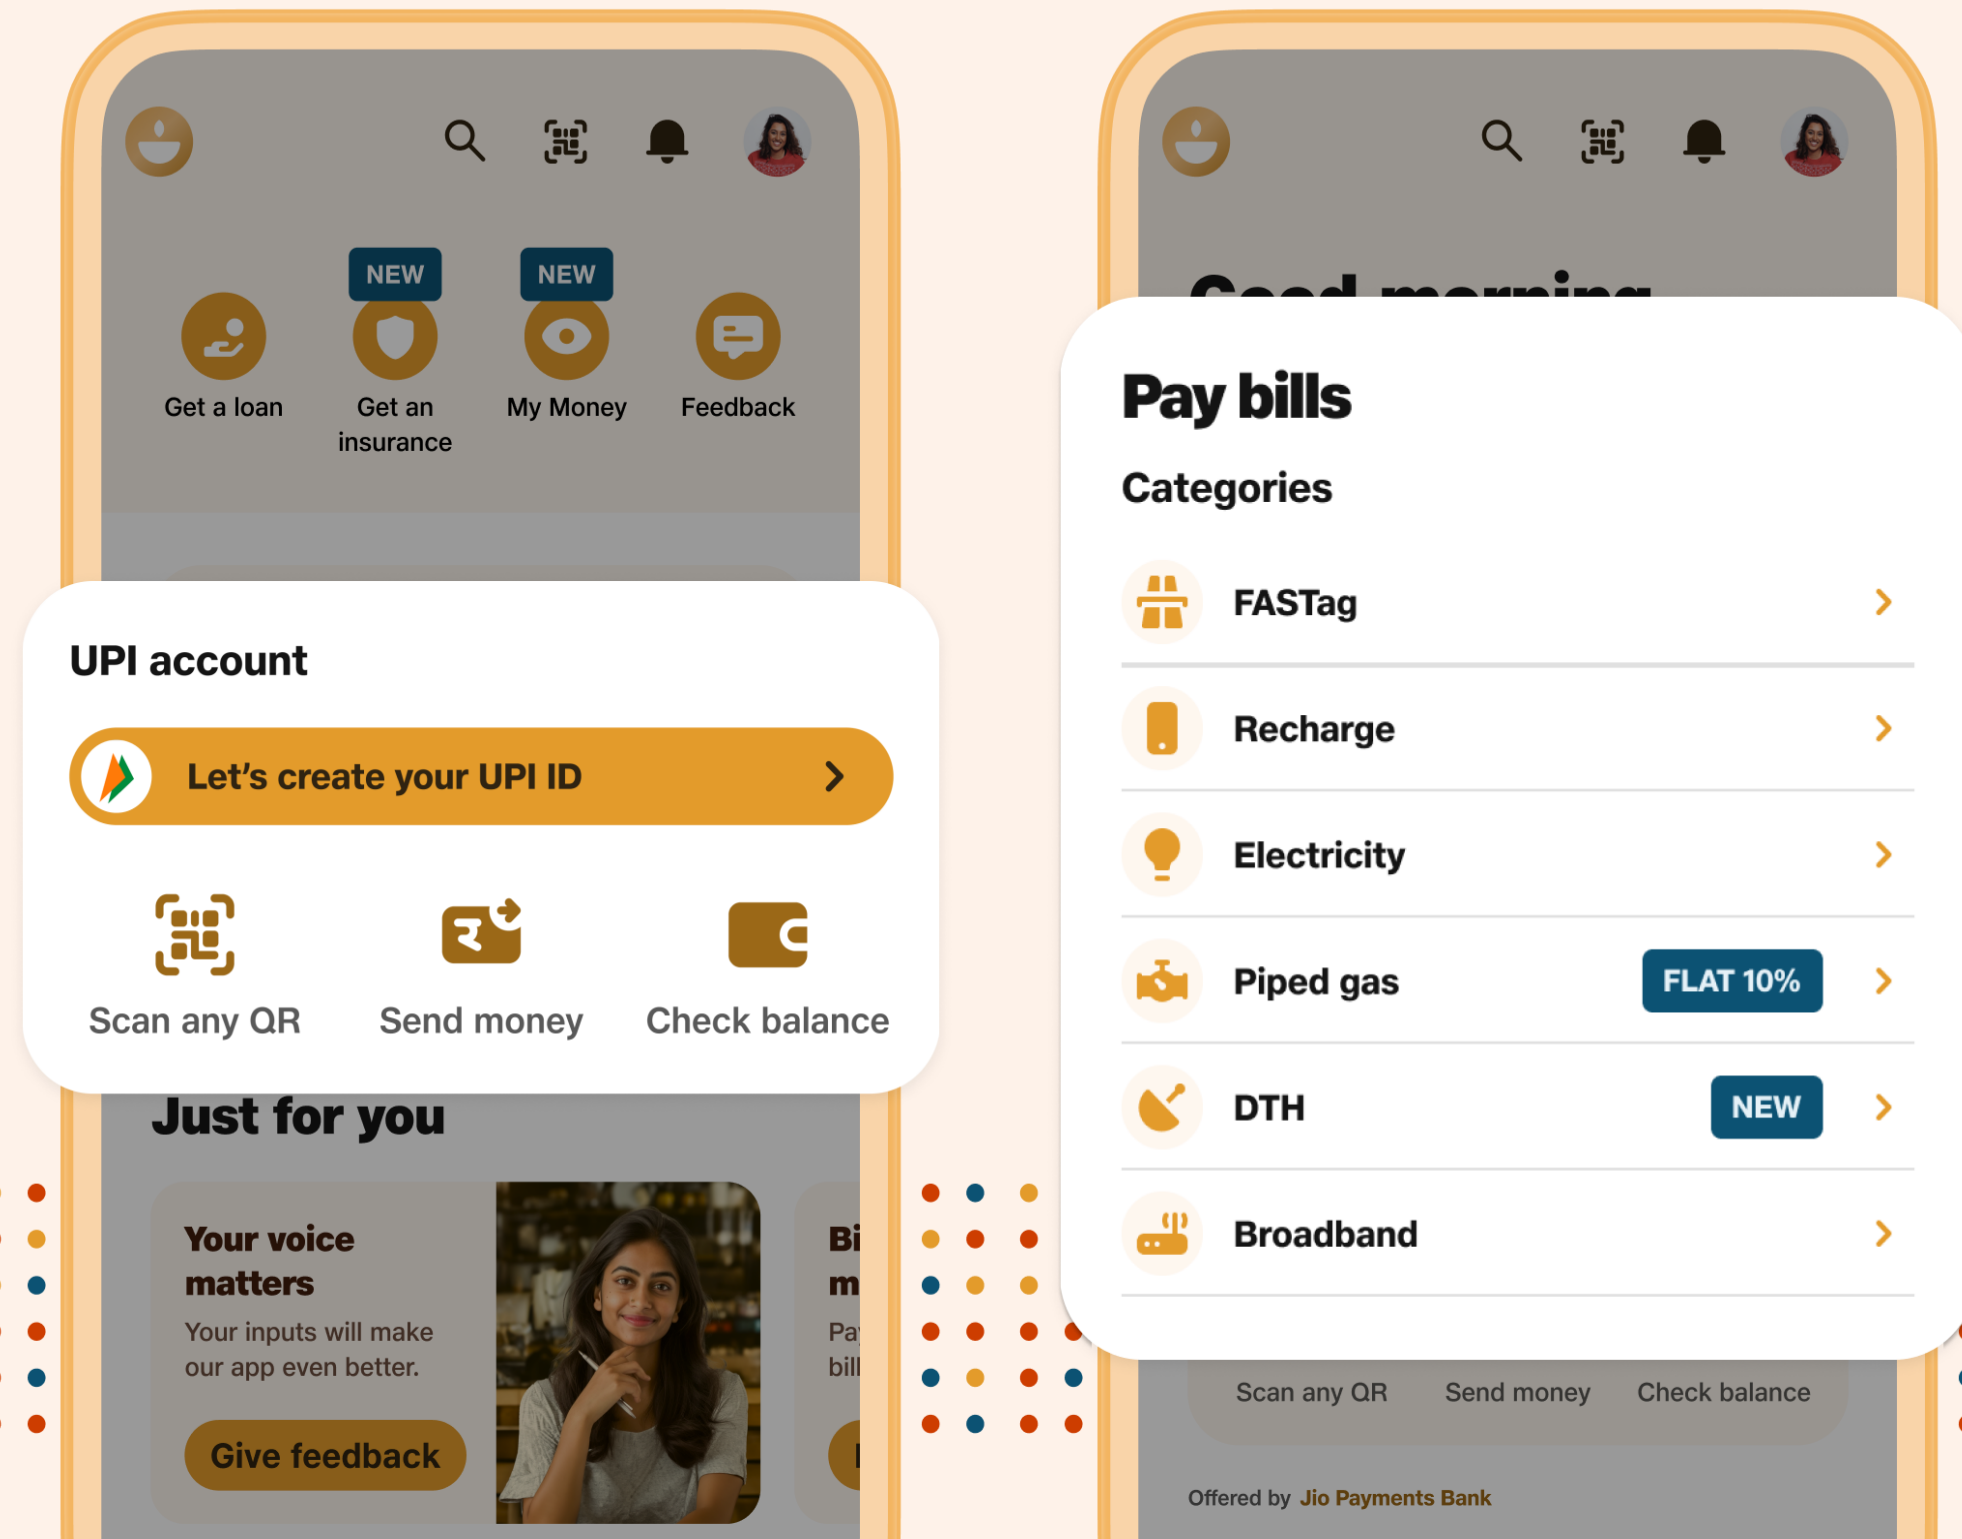 NEW
NEW
Get a loan
Get an
insurance
My Money
Feedback
UPI account
Let's create your UPI ID
Scan any QR
Send money
Check balance
Just for you
Your voice
matters
Your inputs will make
our app even better.
Give feedback
Good morning
Pay bills
Categories
FASTag
Recharge
Electricity
Piped gas
FLAT 10%
DTH
NEW
Broadband
Scan any QR
Send money
Check balance
Offered by Jio Payments Bank